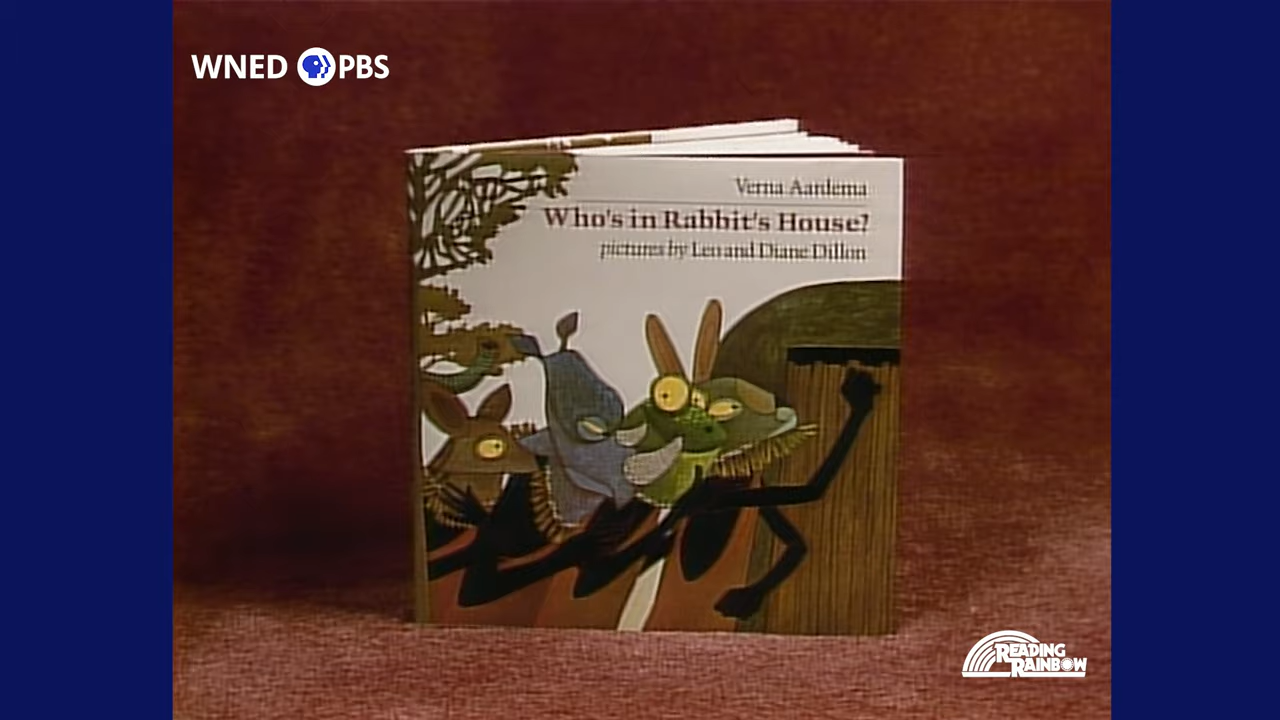 WNED PBS
Verna Aardema
Who's in Rabbit's House?
pictures by Leo and Diane Dillon
READING
RAINBOW